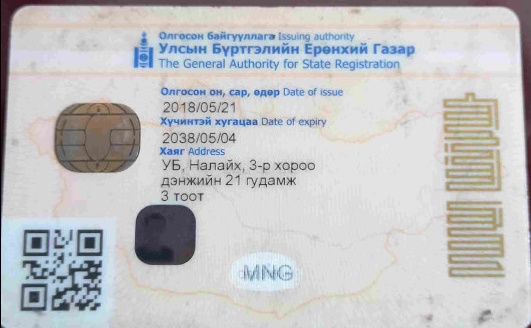 Олгосон байгууллага Issuing authority
Улсын Бүртгэлийн Ерөнхий Газар
The General Authority for State Registration
Олгосон он, сар, өдөр Date of issue
2018/05/21
Хүчинтэй хугацаа Date of expiry
2038/05/04
Хаяг Address
УБ, Налайх, 3-р хороо
дэнжийн 21 гудамж
3 тоот
MNG